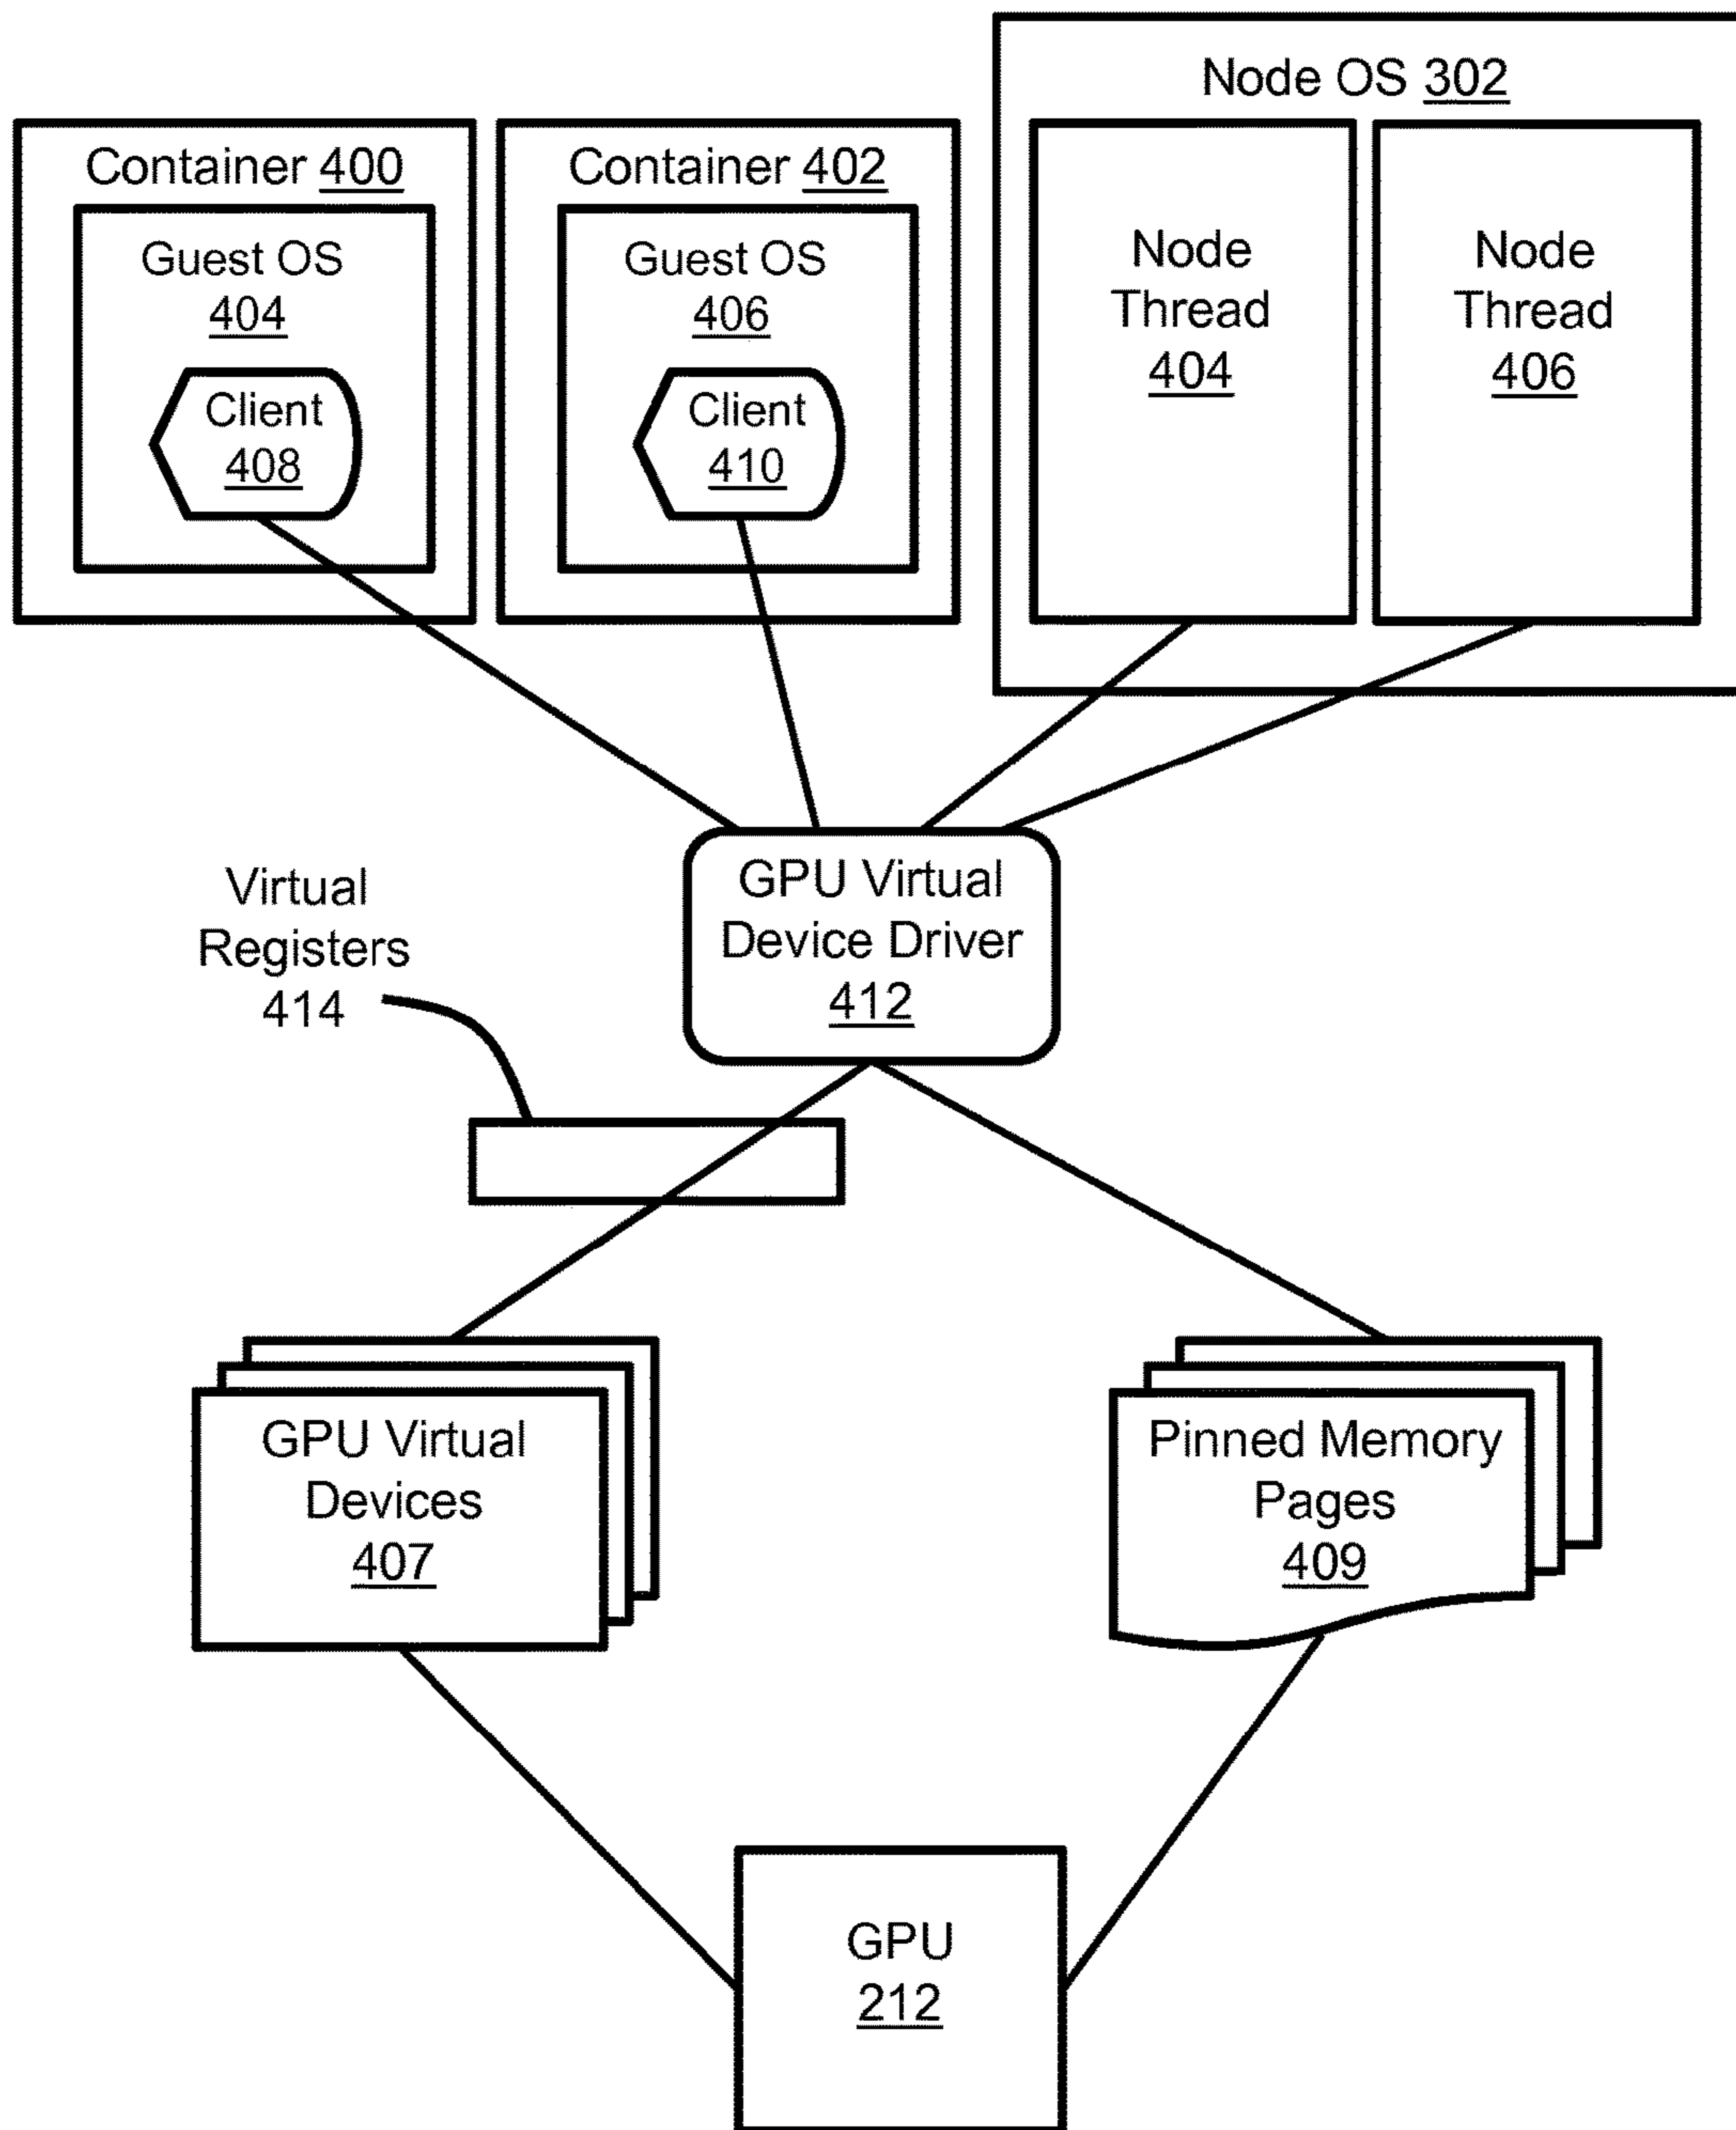 Node OS 302
Container 400
Guest OS
404
Client
408
Container 402
Guest OS
406
Client
410
Node
Thread
404
Node
Thread
406
GPU Virtual
Device Driver
412
Virtual
Registers
414
GPU Virtual
Devices
407
Pinned Memory
Pages
409
GPU
212